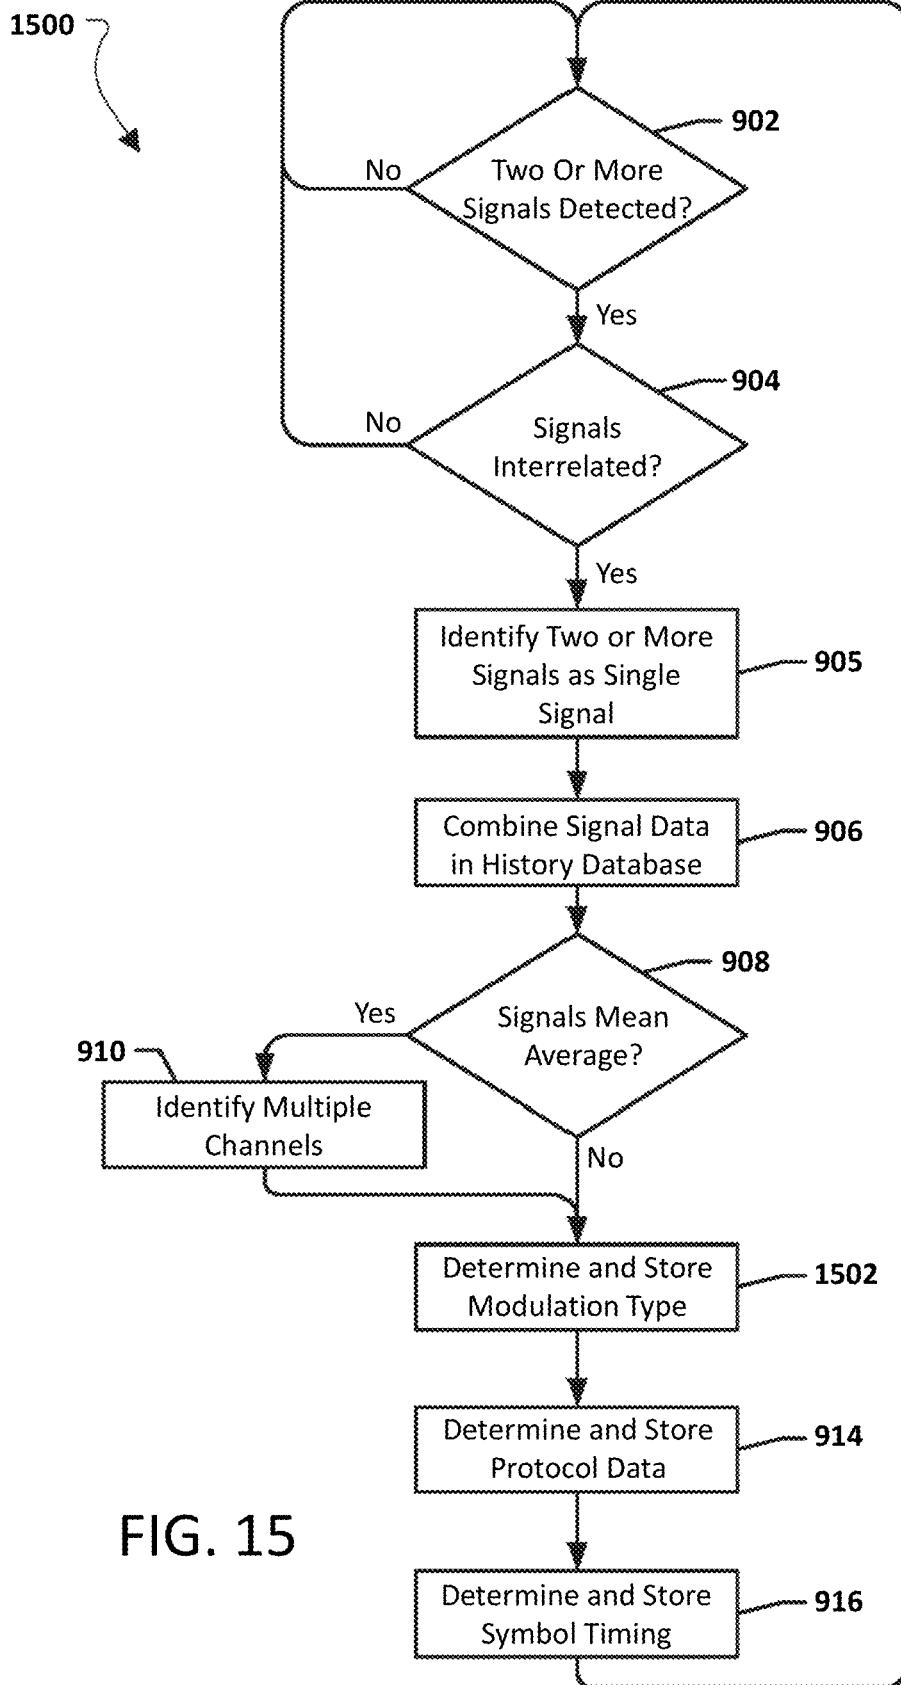 1500
902
No
Two Or More
Signals Detected?
Yes
904
No
Signals
Interrelated?
Yes
Identify Two or More
Signals as Single
Signal
905
Combine Signal Data
in History Database
906
908
Yes
Signals Mean
Average?
910
Identify Multiple
Channels
No
Determine and Store
Modulation Type
1502
Determine and Store
Protocol Data
914
FIG. 15
Determine and Store
Symbol Timing
916